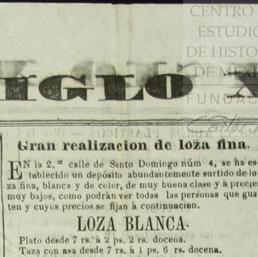 CENTRO
ESTUDIO
DE HISTO
DE MEXI
FUNDA
IGLO X
Gran realizacion de loza fina.
EN la 2.ª calle de Santo Domingo núm 4, se ha es
tablecido un depósito abundantemente surtido de lo
za fina, blanca y de color, de muy buena clase y á precio
muy bajos, como podrán ver todas las personas que gus
ten y cuyos precios se fijan á continuacion.
LOZA BLANCA.
Plato desde 7 rs. á 2 ps. 2 rs. docena.
Taza con asa desde 7 rs. á 1 ps. 6 rs. docena.